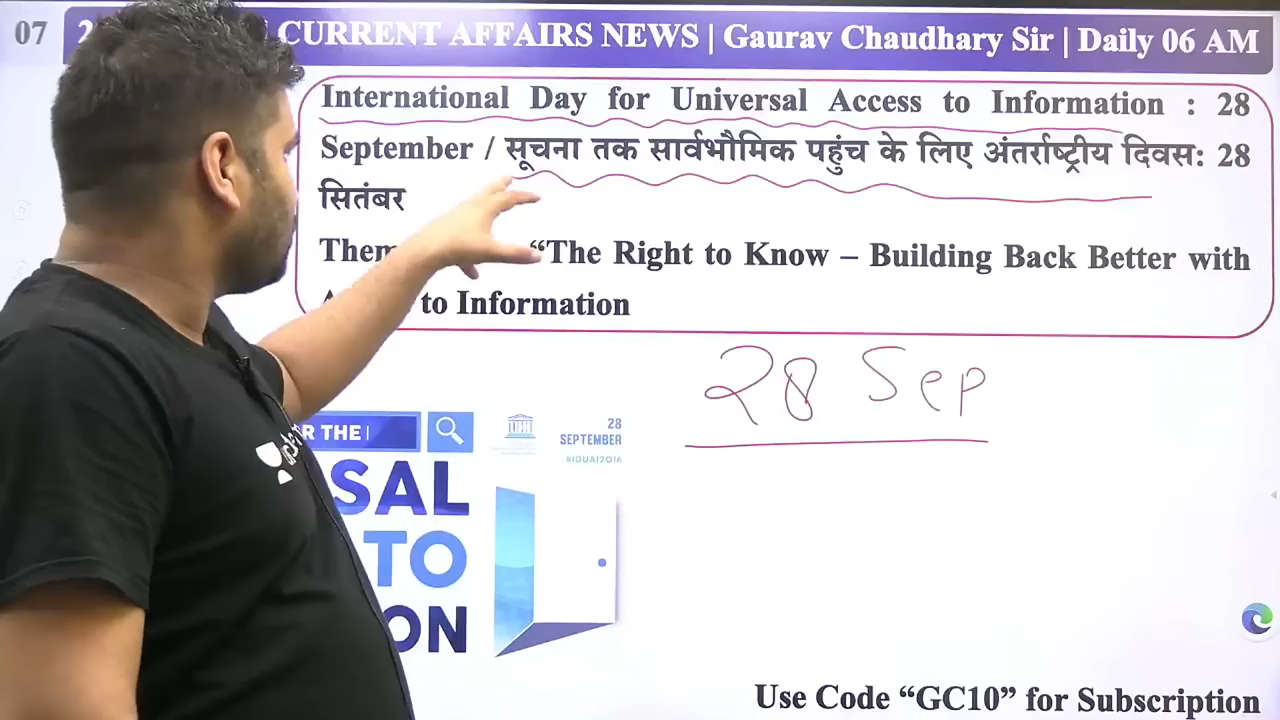 07 CURRENT AFFAIRS NEWS | Gaurav Chaudhary Sir | Daily 06 AM
International Day for Universal Access to Information : 28
September / सूचना तक सार्वभौमिक पहुंच के लिए अंतर्राष्ट्रीय दिवस: 28
सितंबर
“The Right to Know – Building Back Better with
to Information
28 Sep
R THE
28
SEPTEMBER
#IDUAI2016
SAL
TO
ON
Use Code “GC10” for Subscription